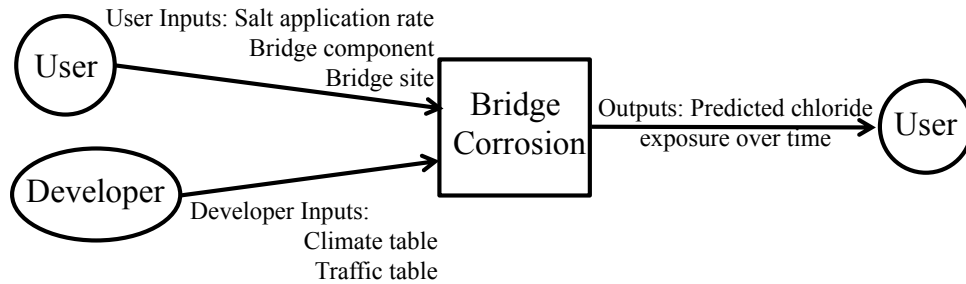 User Inputs: Salt application rate
Bridge component
Bridge site
User
Bridge
Corrosion
Outputs: Predicted chloride
exposure over time
User
Developer
Developer Inputs:
Climate table
Traffic table